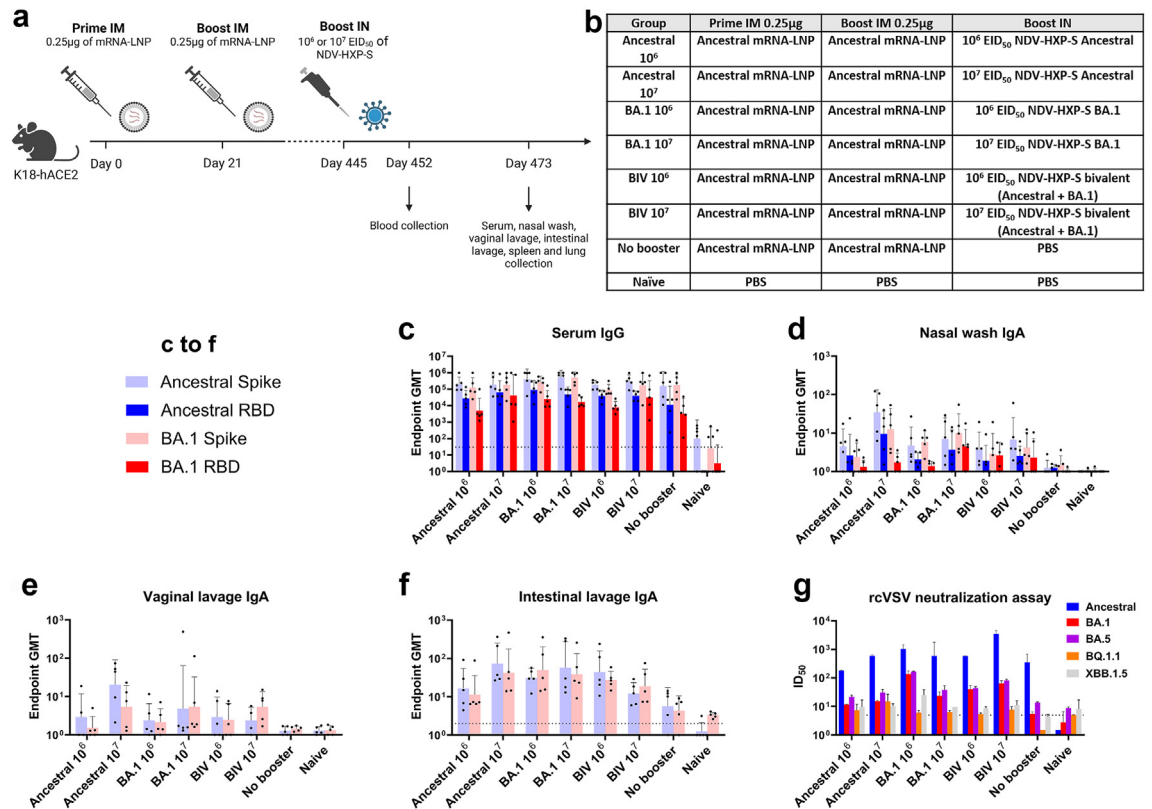 a
Prime IM
0.25µg of mRNA-LNP
Boost IM
0.25µg of mRNA-LNP
Boost IN
10⁶ or 10⁷ EID₅₀ of
NDV-HXP-S
K18-hACE2
Day 0
Day 21
Day 445
Day 452
Day 473
Blood collection
Serum, nasal wash,
vaginal lavage, intestinal
lavage, spleen and lung
collection
b
Group Prime IM 0.25µg Boost IM 0.25µg Boost IN
Ancestral
10⁶
Ancestral mRNA-LNP Ancestral mRNA-LNP 10⁶ EID₅₀ NDV-HXP-S Ancestral
Ancestral
10⁷
Ancestral mRNA-LNP Ancestral mRNA-LNP 10⁷ EID₅₀ NDV-HXP-S Ancestral
BA.1 10⁶ Ancestral mRNA-LNP Ancestral mRNA-LNP 10⁶ EID₅₀ NDV-HXP-S BA.1
BA.1 10⁷ Ancestral mRNA-LNP Ancestral mRNA-LNP 10⁷ EID₅₀ NDV-HXP-S BA.1
BIV 10⁶ Ancestral mRNA-LNP Ancestral mRNA-LNP 10⁶ EID₅₀ NDV-HXP-S bivalent
(Ancestral + BA.1)
BIV 10⁷ Ancestral mRNA-LNP Ancestral mRNA-LNP 10⁷ EID₅₀ NDV-HXP-S bivalent
(Ancestral + BA.1)
No booster Ancestral mRNA-LNP Ancestral mRNA-LNP PBS
Naïve PBS PBS PBS
c to f
Ancestral Spike
Ancestral RBD
BA.1 Spike
BA.1 RBD
c
Serum IgG
Endpoint GMT
10⁷
10⁶
10⁵
10⁴
10³
10²
10¹
10⁰
Ancestral 10⁶
Ancestral 10⁷
BA.1 10⁶
BA.1 10⁷
BIV 10⁶
BIV 10⁷
No booster
Naive
d
Nasal wash IgA
Endpoint GMT
10³
10²
10¹
10⁰
Ancestral 10⁶
Ancestral 10⁷
BA.1 10⁶
BA.1 10⁷
BIV 10⁶
BIV 10⁷
No booster
Naive
e
Vaginal lavage IgA
Endpoint GMT
10³
10²
10¹
10⁰
Ancestral 10⁶
Ancestral 10⁷
BA.1 10⁶
BA.1 10⁷
BIV 10⁶
BIV 10⁷
No booster
Naive
f
Intestinal lavage IgA
Endpoint GMT
10³
10²
10¹
10⁰
Ancestral 10⁶
Ancestral 10⁷
BA.1 10⁶
BA.1 10⁷
BIV 10⁶
BIV 10⁷
No booster
Naive
g
rcVSV neutralization assay
ID₅₀
10⁴
10³
10²
10¹
10⁰
Ancestral
BA.1
BA.5
BQ.1.1
XBB.1.5
Ancestral 10⁶
Ancestral 10⁷
BA.1 10⁶
BA.1 10⁷
BIV 10⁶
BIV 10⁷
No booster
Naive